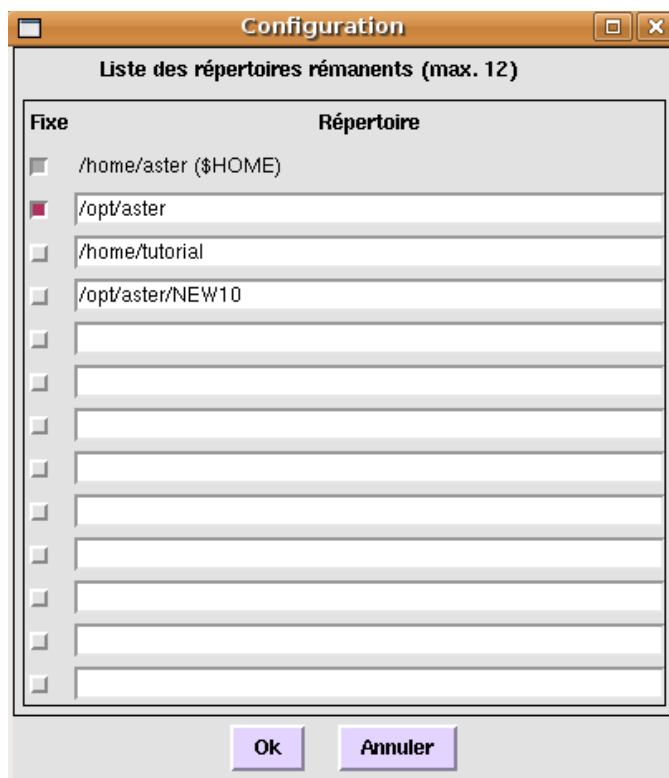 Configuration
Liste des répertoires rémanents (max. 12)
Fixe Répertoire
/home/aster ($HOME)
/opt/aster
/home/tutorial
/opt/aster/NEW10
Ok Annuler